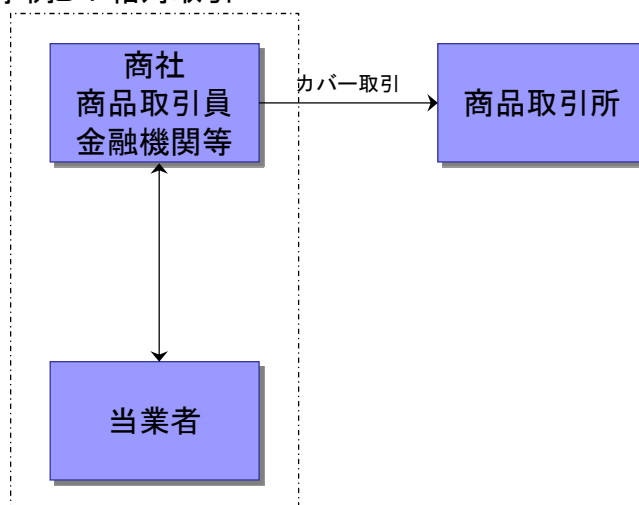 商社
商品取引員
金融機関等
カバー取引
商品取引所
当業者